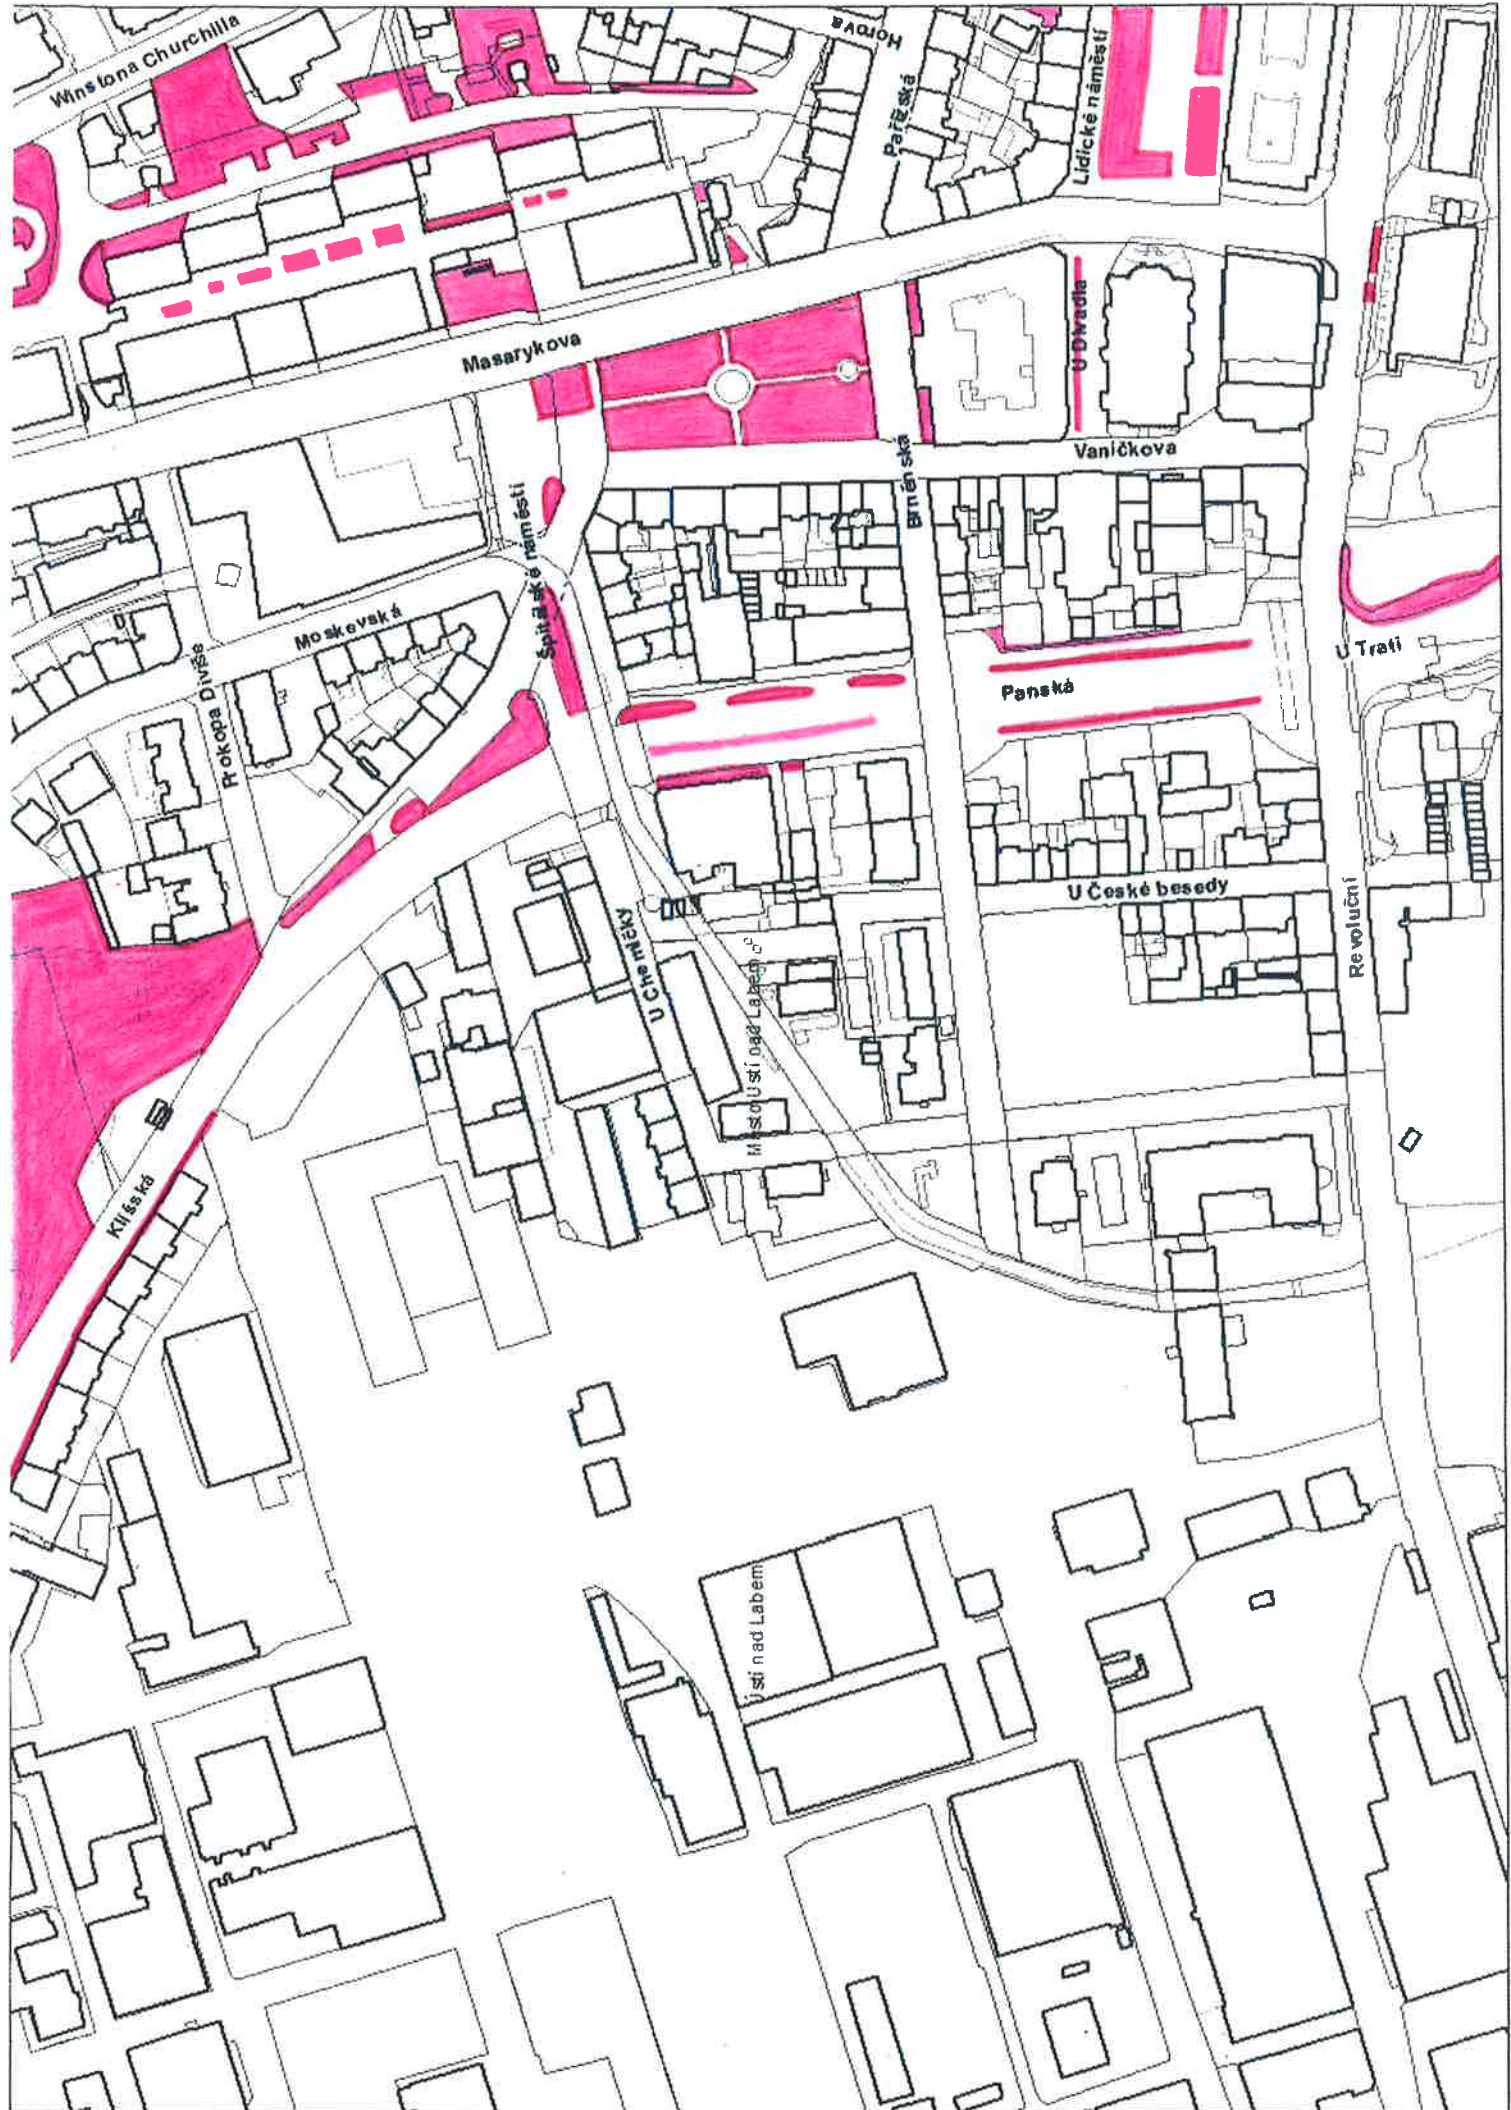 Winstona Churchilla
Horova
Pařížská
Lidické náměstí
Masarykova
U Divadla
Vaníčkova
Brněnská
Špitálské náměstí
Moskevská
Prokopa Diviše
U Trati
Panská
U České besedy
Revoluční
U Chemičky
Město Ústí nad Labem
Klíšská
Ústí nad Labem